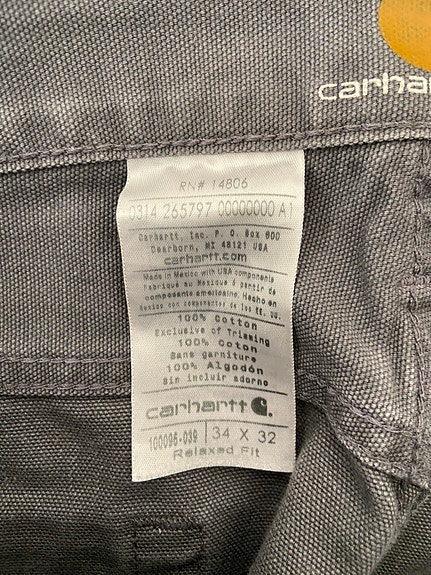 carha
RN# 14806
0314 265797 00000000 A1
Carhartt, Inc. P. O. Box 600
Dearborn, MI 48121 USA
carhartt.com
Made in Mexico with USA components
Fabriqué au Mexique à partir de
composants américains. Hecho en
Mexico con componentes de los EE. UU.
100% Cotton
Exclusive of Trimming
100% Coton
Sans garniture
100% Algodón
Sin incluir adorno
carhartt
100096-039 34 X 32
Relaxed Fit